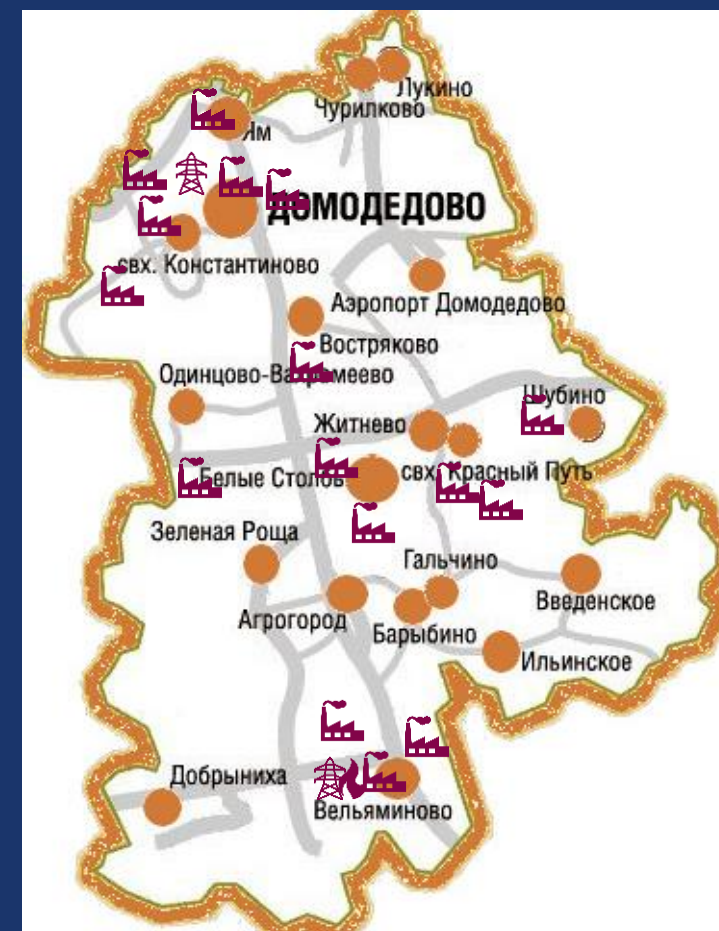 Лукино
Чурилково
Ям
ДОМОДЕДОВО
свх. Константиново
Аэропорт Домодедово
Востряково
Одинцово-Вахромеево
Шубино
Житнево
Белые Столбы
свх. Красный Путь
Зеленая Роща
Гальчино
Агрогород
Введенское
Барыбино
Ильинское
Добрыниха
Вельяминово